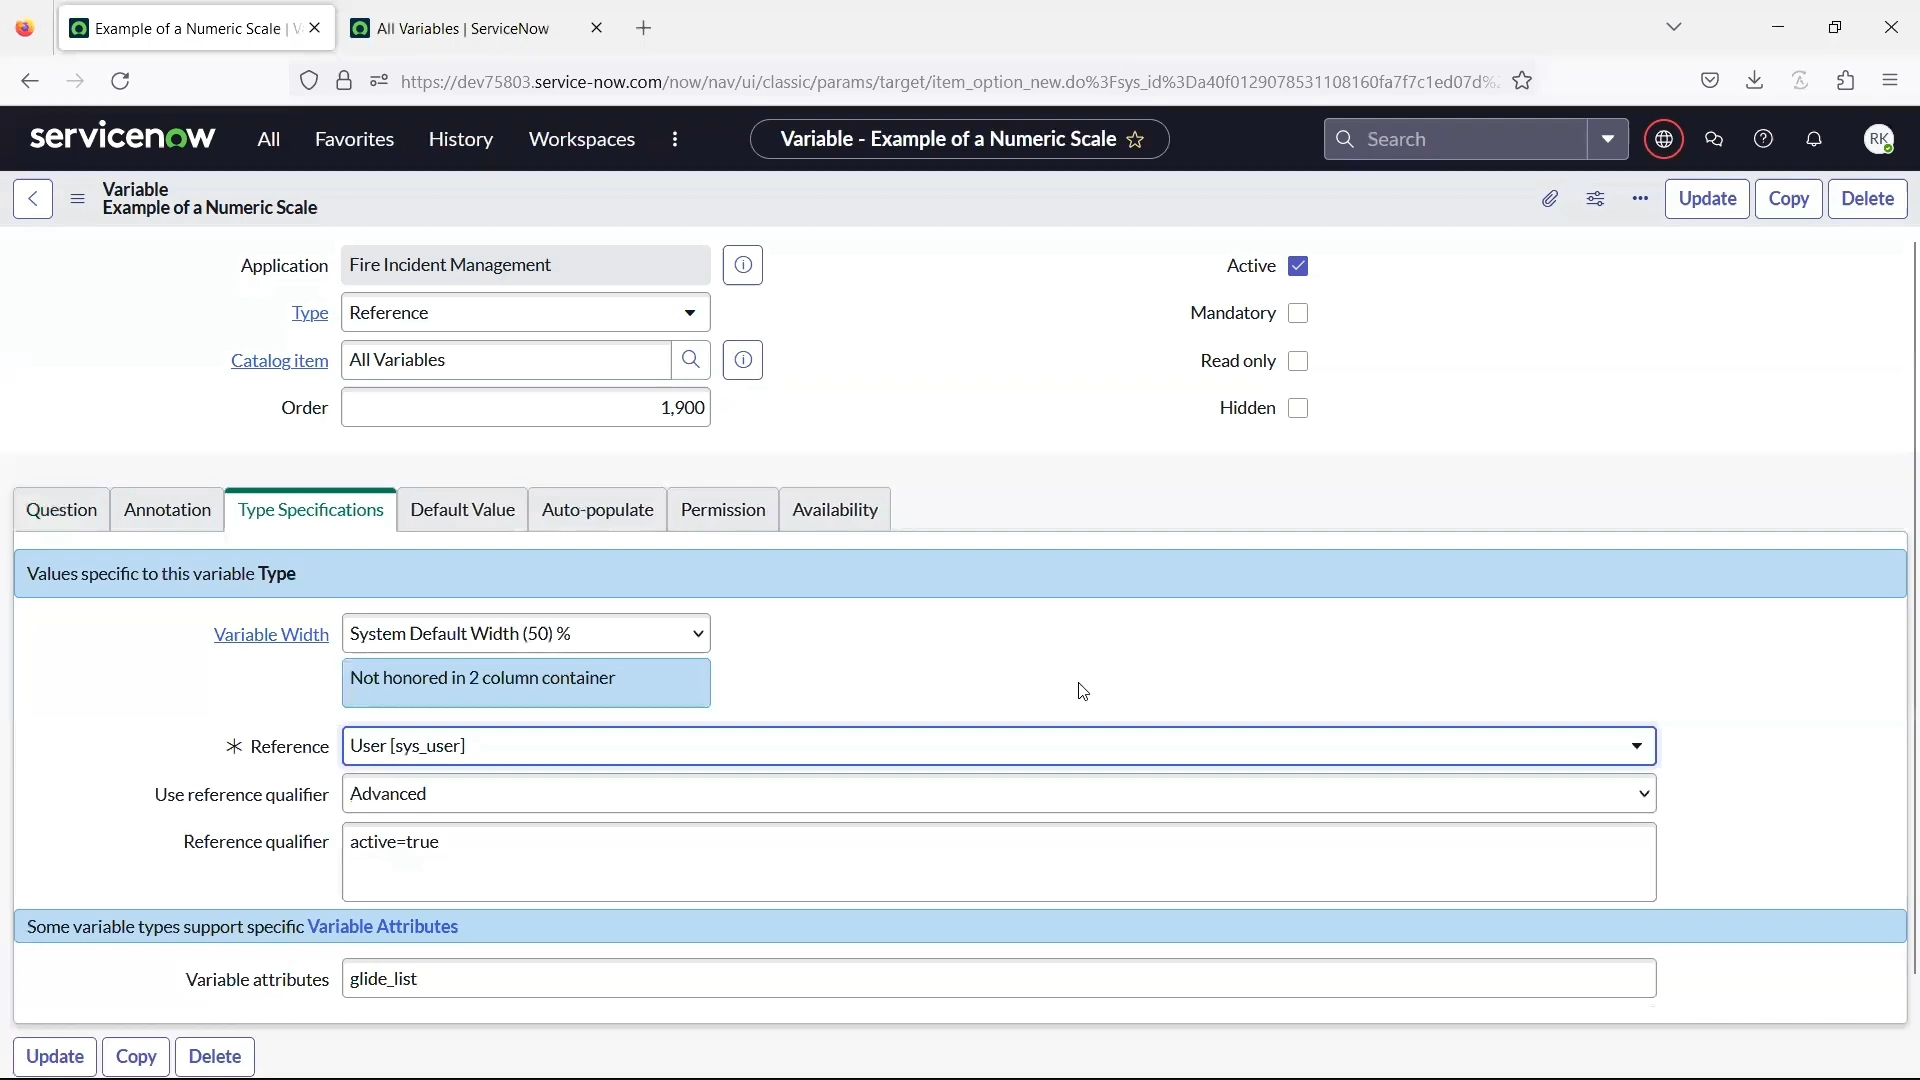 Example of a Numeric Scale | V
All Variables | ServiceNow
https://dev75803.service-now.com/now/nav/ui/classic/params/target/item_option_new.do%3Fsys_id%3Da40f0129078531108160fa7f7c1ed07d%2
servicenow
All
Favorites
History
Workspaces
Variable - Example of a Numeric Scale
Search
RK
Variable
Example of a Numeric Scale
Update
Copy
Delete
Application
Fire Incident Management
Active
Type
Reference
Mandatory
Catalog item
All Variables
Read only
Order
1,900
Hidden
Question
Annotation
Type Specifications
Default Value
Auto-populate
Permission
Availability
Values specific to this variable Type
Variable Width
System Default Width (50) %
Not honored in 2 column container
Reference
User [sys_user]
Use reference qualifier
Advanced
Reference qualifier
active=true
Some variable types support specific Variable Attributes
Variable attributes
glide_list
Update
Copy
Delete